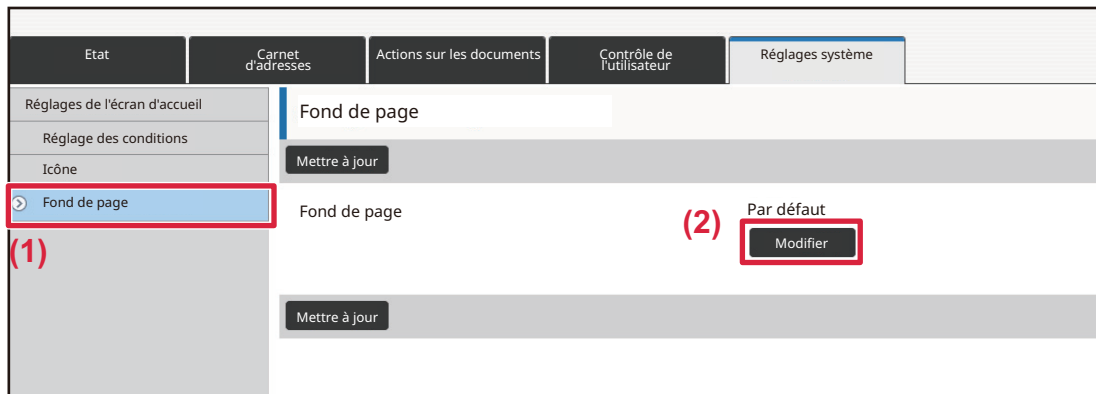 Etat
Carnet
d'adresses
Actions sur les documents
Contrôle de
l'utilisateur
Réglages système
Réglages de l'écran d'accueil
Réglage des conditions
Icône
Fond de page
(1)
Fond de page
Mettre à jour
Fond de page
(2)
Par défaut
Modifier
Mettre à jour